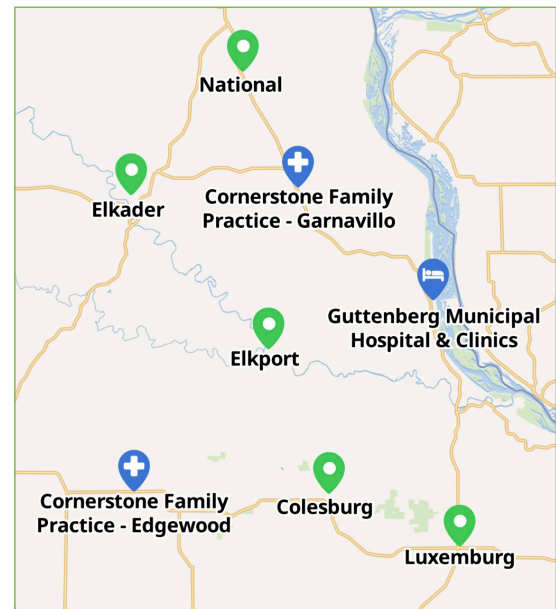 National
Cornerstone Family
Practice - Garnavillo
Elkader
Guttenberg Municipal
Hospital & Clinics
Elkport
Cornerstone Family
Practice - Edgewood
Colesburg
Luxemburg